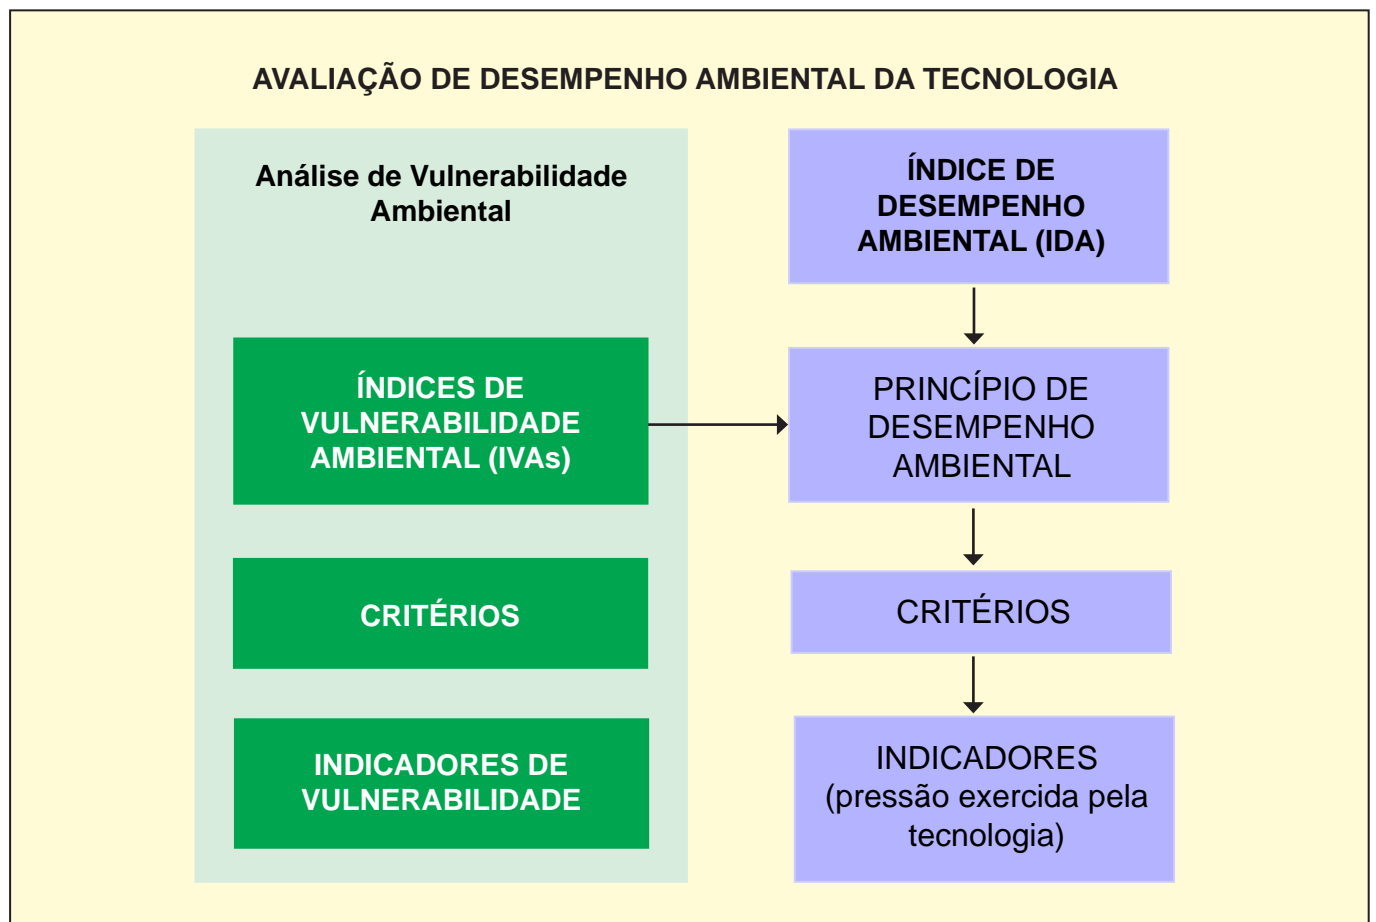 AVALIAÇÃO DE DESEMPENHO AMBIENTAL DA TECNOLOGIA
Análise de Vulnerabilidade
Ambiental
ÍNDICES DE
VULNERABILIDADE
AMBIENTAL (IVAs)
CRITÉRIOS
INDICADORES DE
VULNERABILIDADE
ÍNDICE DE
DESEMPENHO
AMBIENTAL (IDA)
PRINCÍPIO DE
DESEMPENHO
AMBIENTAL
CRITÉRIOS
INDICADORES
(pressão exercida pela
tecnologia)